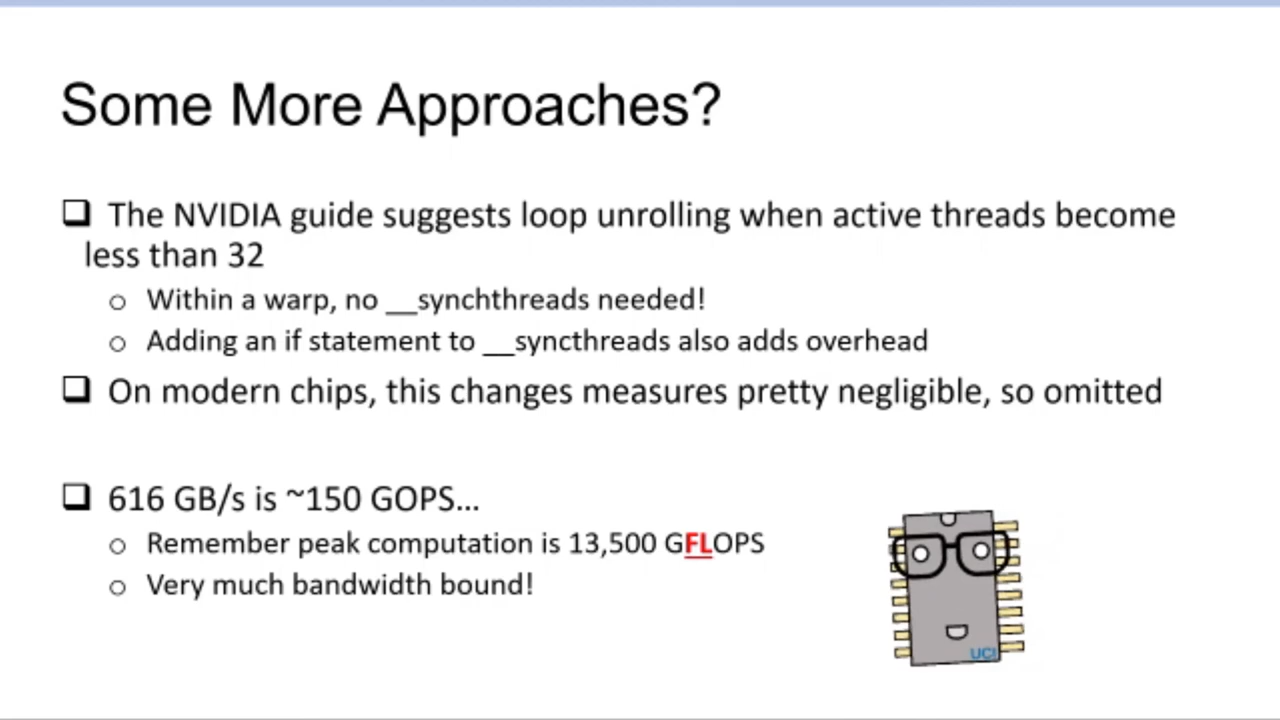 Some More Approaches?
❑ The NVIDIA guide suggests loop unrolling when active threads become
less than 32
o Within a warp, no __synchthreads needed!
o Adding an if statement to __syncthreads also adds overhead
❑ On modern chips, this changes measures pretty negligible, so omitted
❑ 616 GB/s is ~150 GOPS...
o Remember peak computation is 13,500 GFLOPS
o Very much bandwidth bound!
UCI